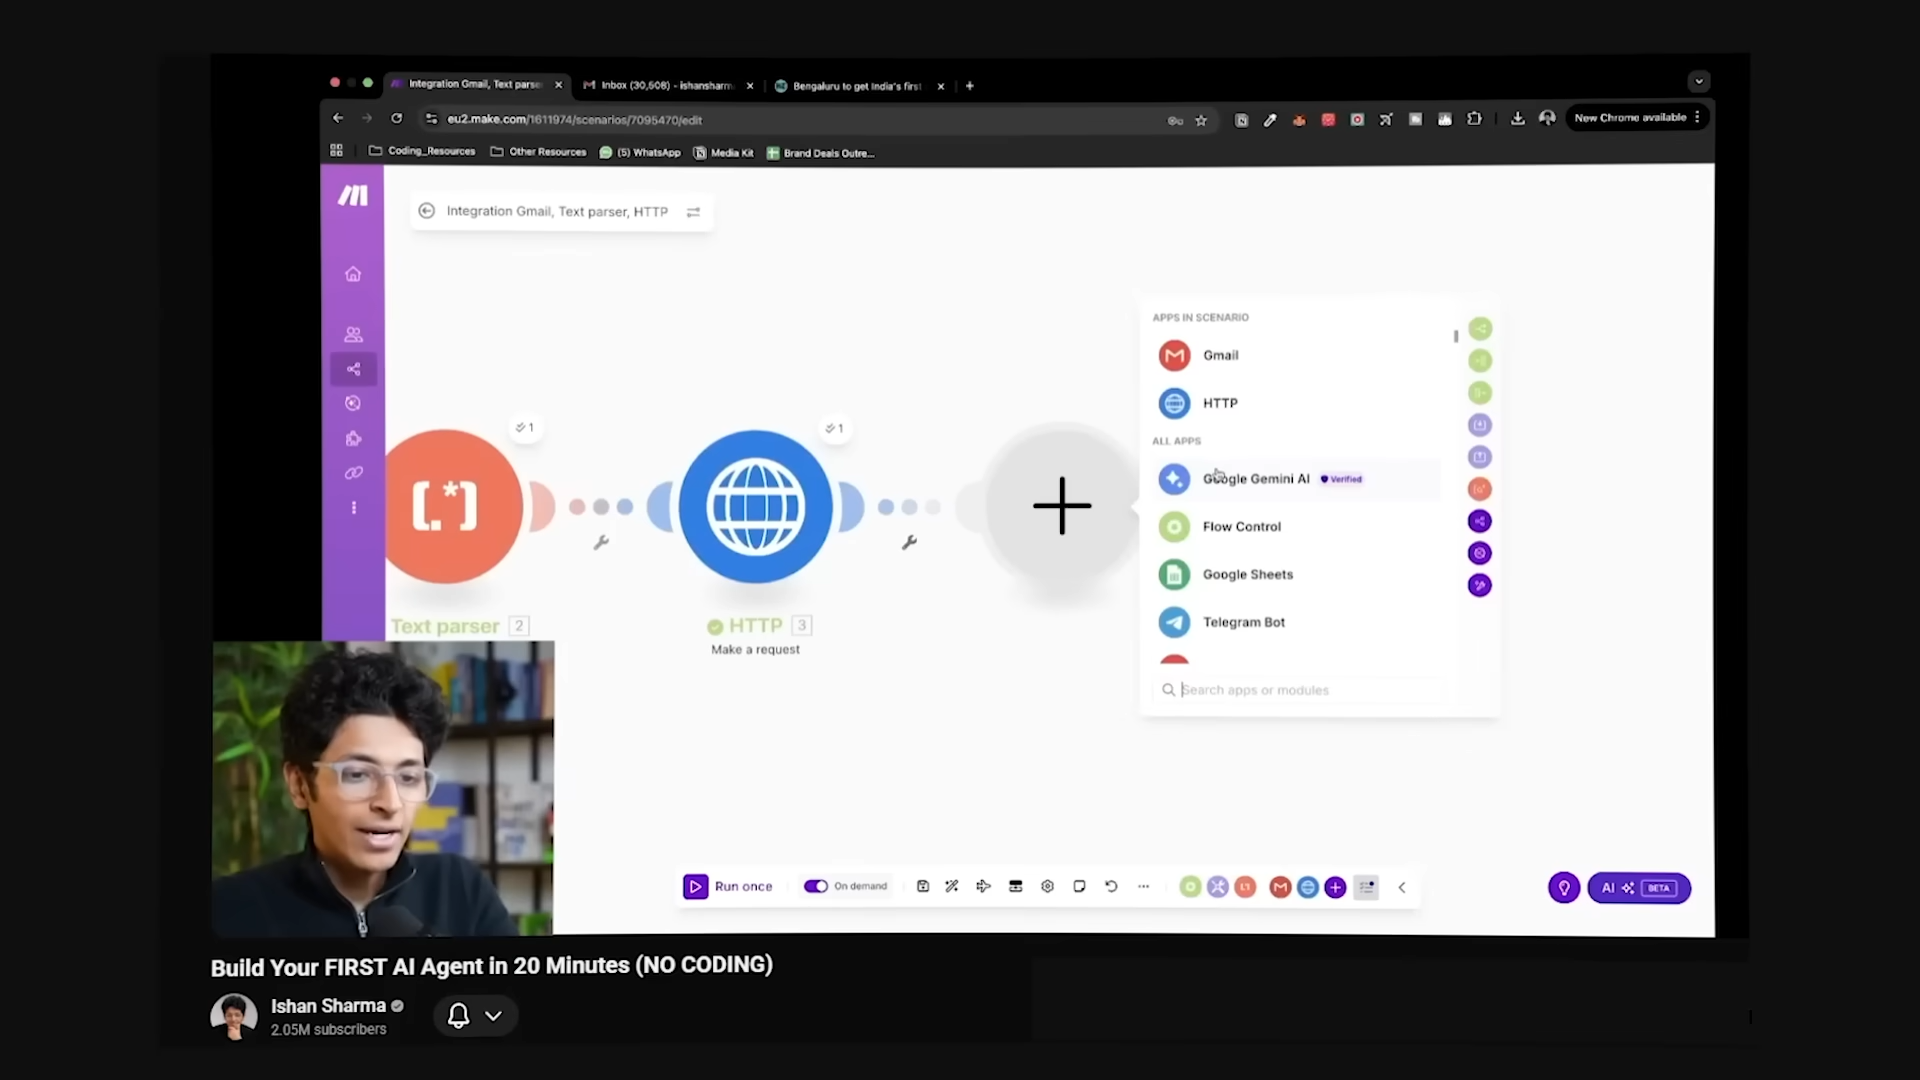 Integration Gmail, Text parse
Inbox (30,508) - ishansharm
Bengaluru to get India's first
eu2.make.com/1611974/scenarios/7095470/edit
New Chrome available
Coding_Resources
Other Resources
(5) WhatsApp
Media Kit
Brand Deals Outre...
Integration Gmail, Text parser, HTTP
APPS IN SCENARIO
Gmail
HTTP
ALL APPS
Google Gemini AI
Verified
Flow Control
Google Sheets
Telegram Bot
Search apps or modules
1
1
[.*]
Text parser 2
HTTP 3
Make a request
Run once
On demand
AI
BETA
Build Your FIRST AI Agent in 20 Minutes (NO CODING)
Ishan Sharma
2.05M subscribers